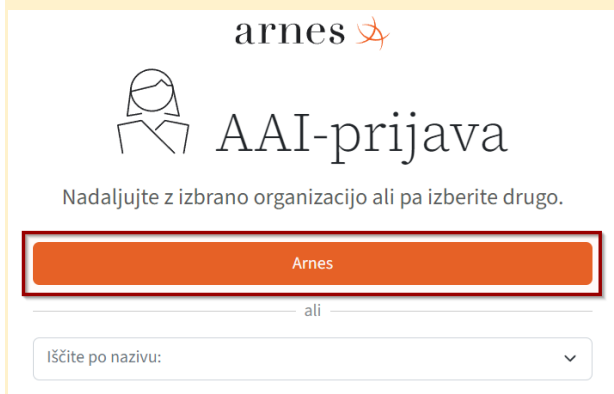 arnes
AAI-prijava
Nadaljujte z izbrano organizacijo ali pa izberite drugo.
Arnes
ali
Iščite po nazivu: